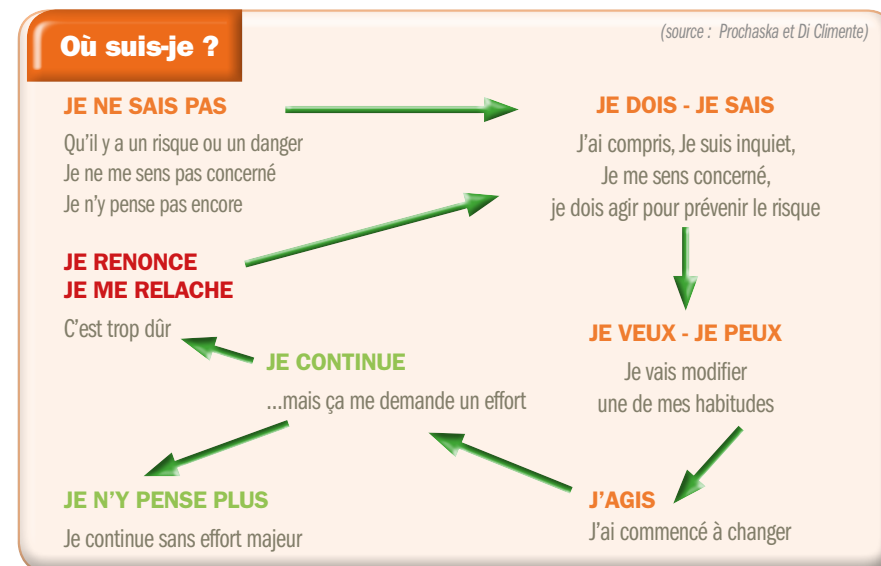 Où suis-je ?
(source : Prochaska et Di Climente)
JE NE SAIS PAS
Qu'il y a un risque ou un danger
Je ne me sens pas concerné
Je n'y pense pas encore
JE DOIS - JE SAIS
J'ai compris, Je suis inquiet,
Je me sens concerné,
je dois agir pour prévenir le risque
JE RENONCE
JE ME RELACHE
C'est trop dûr
JE VEUX - JE PEUX
Je vais modifier
une de mes habitudes
JE CONTINUE
...mais ça me demande un effort
JE N'Y PENSE PLUS
Je continue sans effort majeur
J'AGIS
J'ai commencé à changer